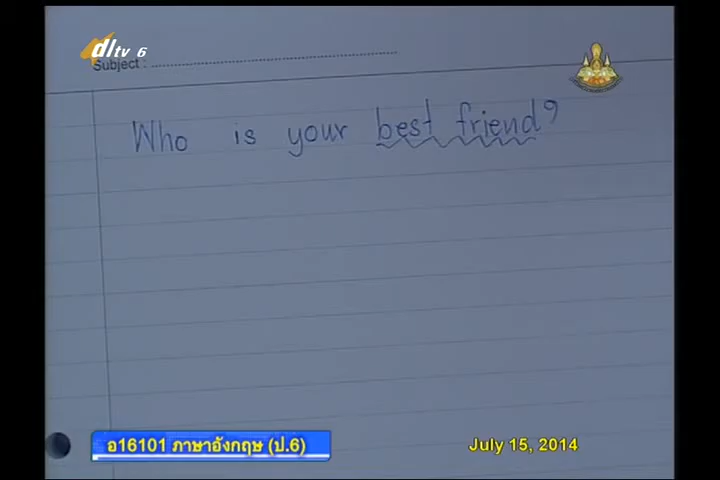 dltv 6
Subject :
Who is your best friend?
อ16101 ภาษาอังกฤษ (ป.6)
July 15, 2014